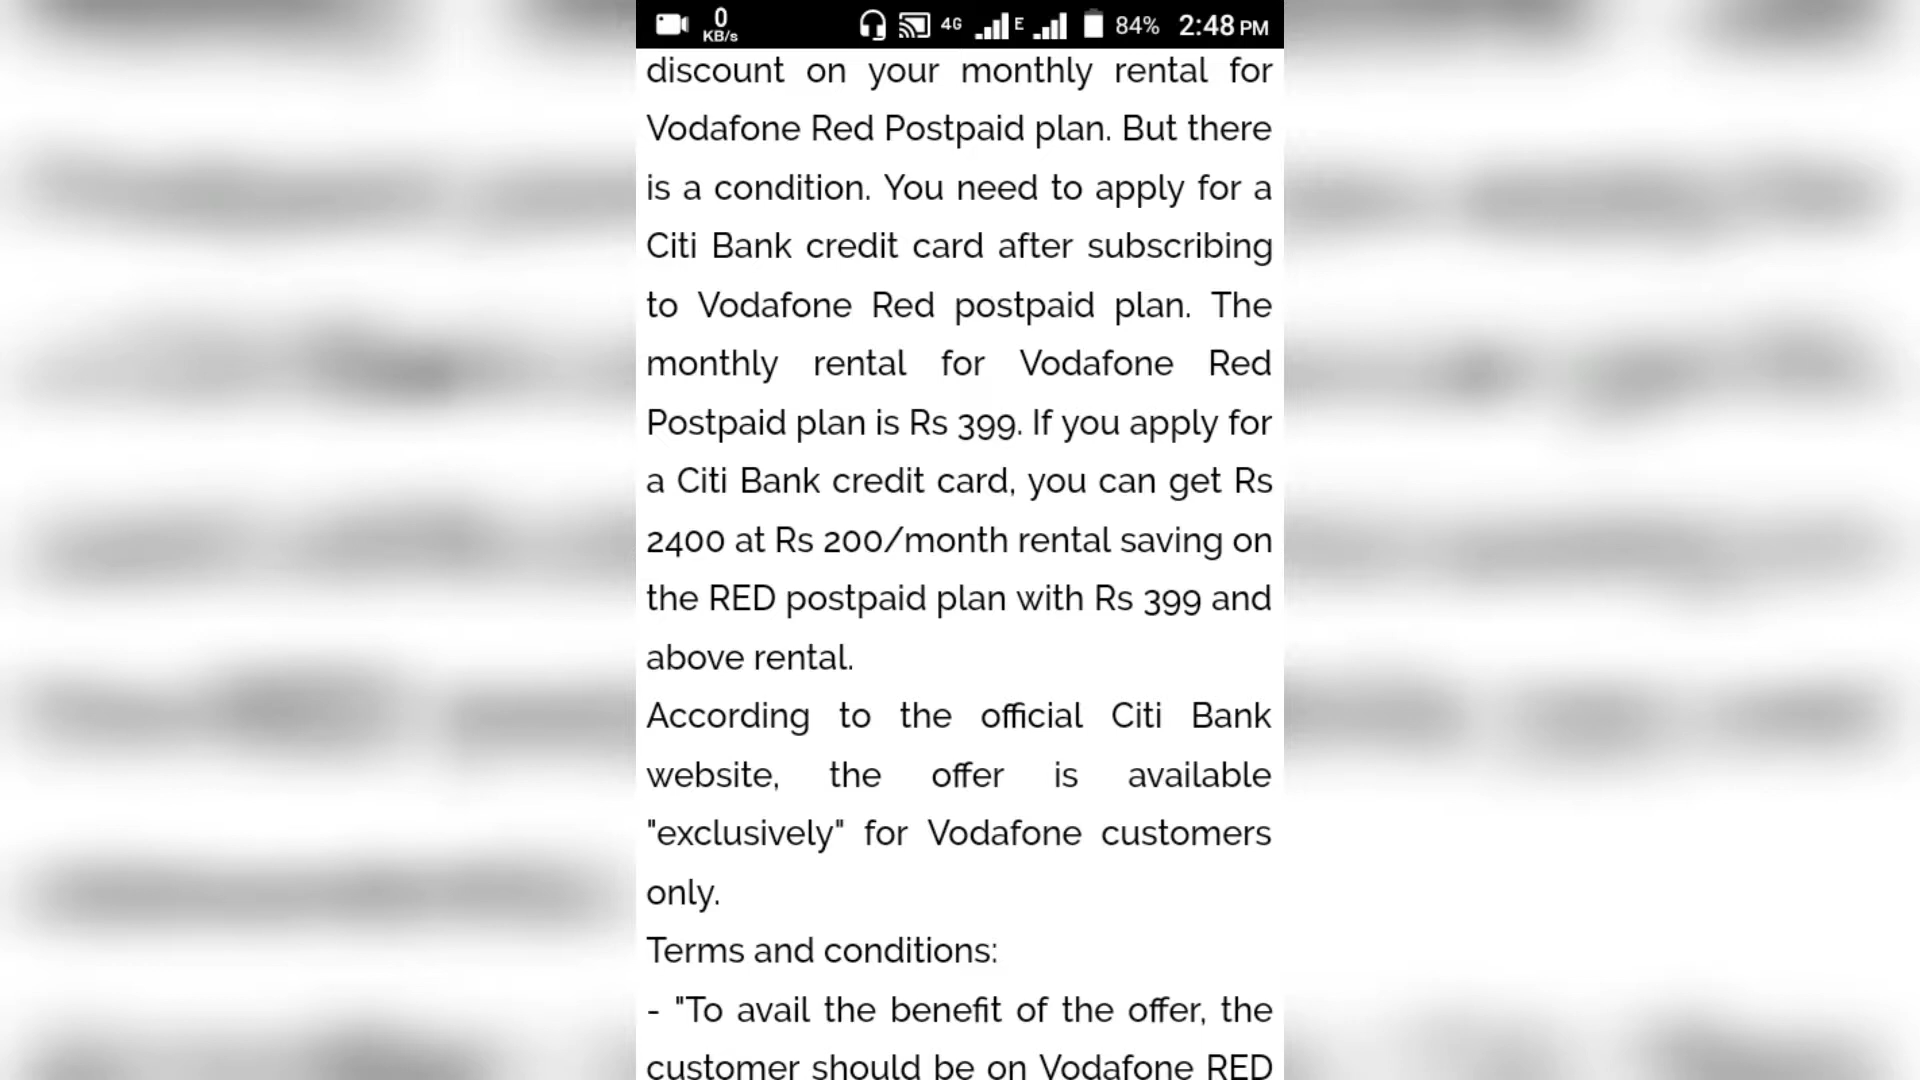 0
KB/s
4G
E
84%
2:48 PM
discount on your monthly rental for
Vodafone Red Postpaid plan. But there
is a condition. You need to apply for a
Citi Bank credit card after subscribing
to Vodafone Red postpaid plan. The
monthly rental for Vodafone Red
Postpaid plan is Rs 399. If you apply for
a Citi Bank credit card, you can get Rs
2400 at Rs 200/month rental saving on
the RED postpaid plan with Rs 399 and
above rental.
According to the official Citi Bank
website, the offer is available
"exclusively" for Vodafone customers
only.
Terms and conditions:
- "To avail the benefit of the offer, the
customer should be on Vodafone RED